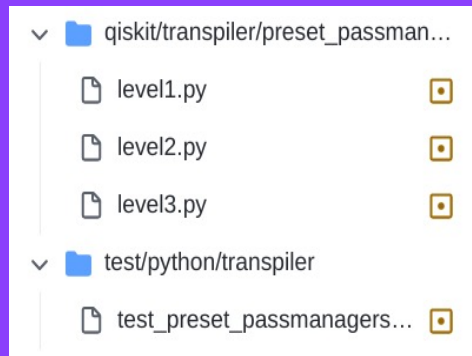 qiskit/transpiler/preset_passman…
level1.py
level2.py
level3.py
test/python/transpiler
test_preset_passmanagers…